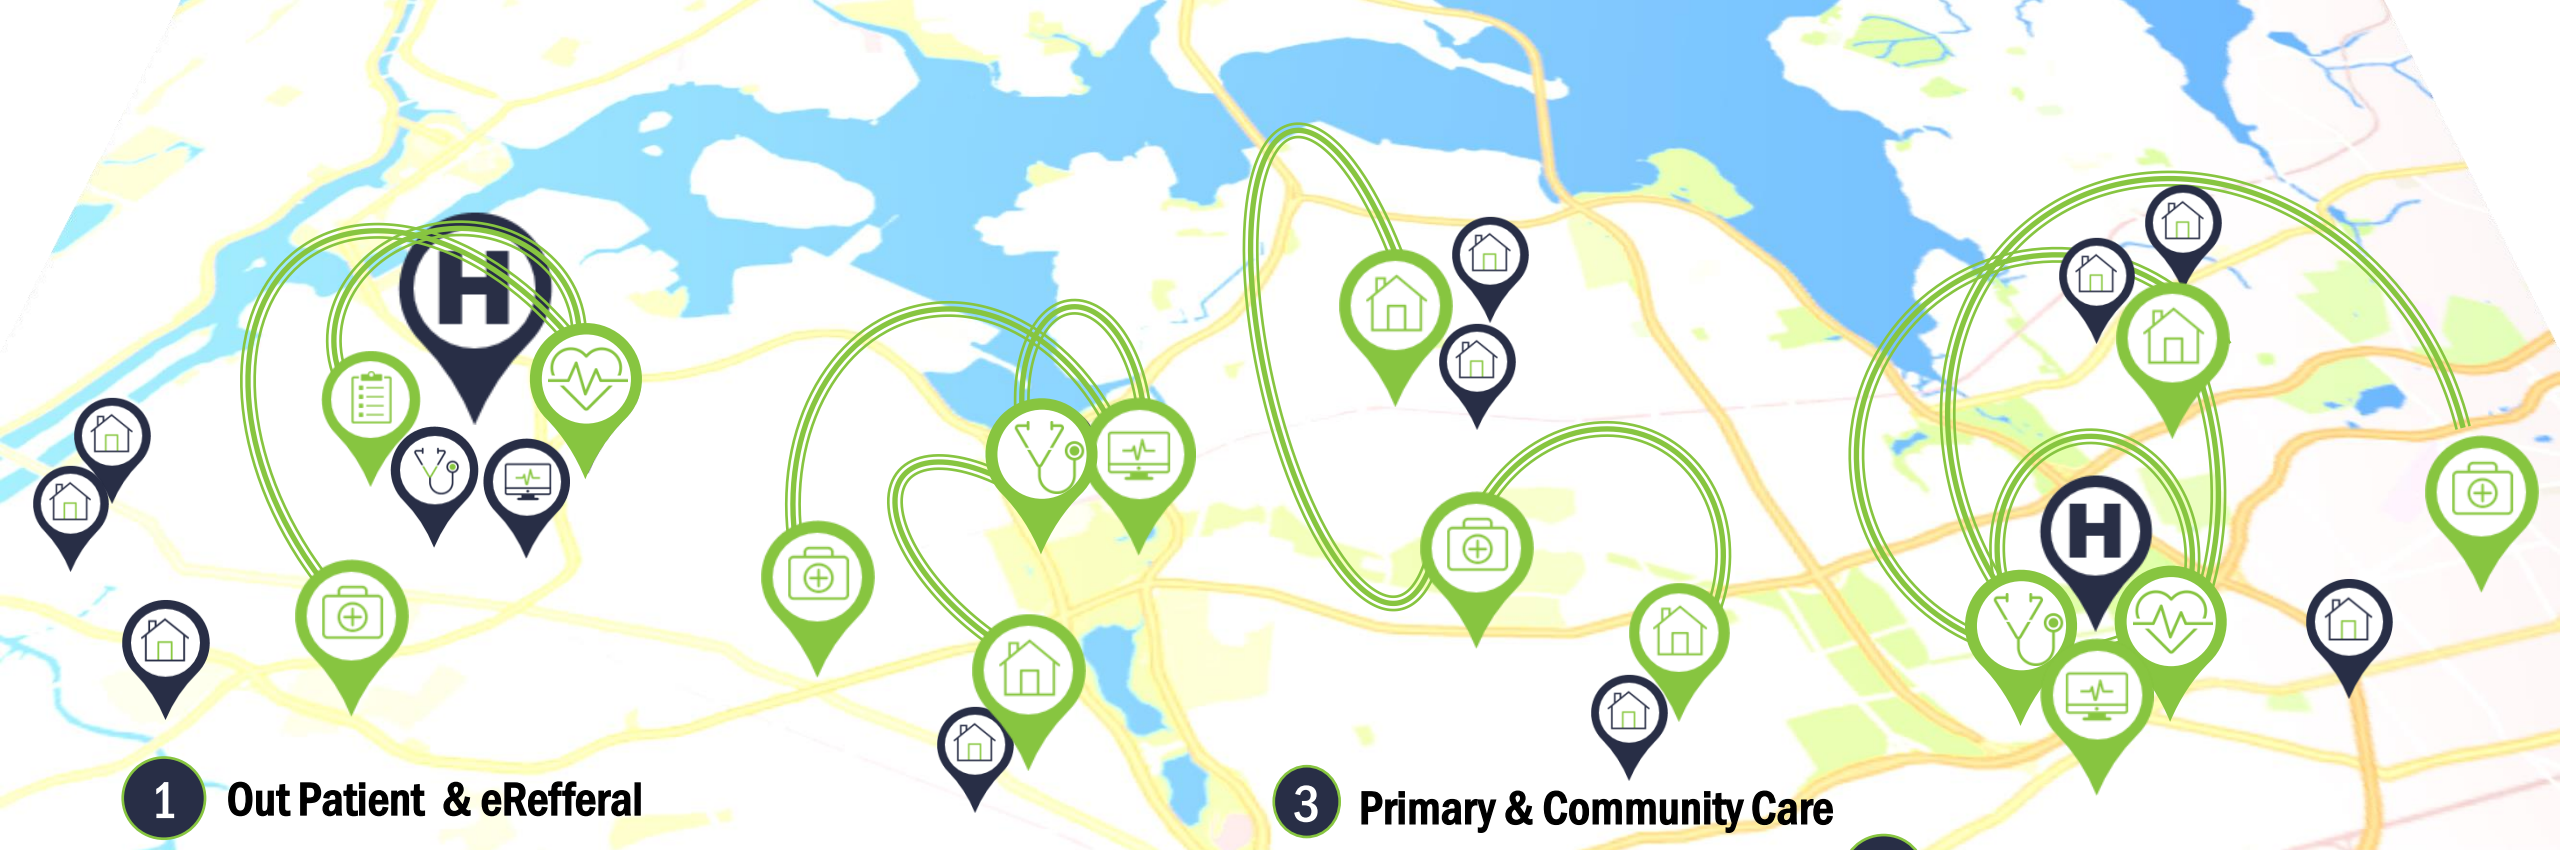 H
H
1 Out Patient & eRefferal
3 Primary & Community Care